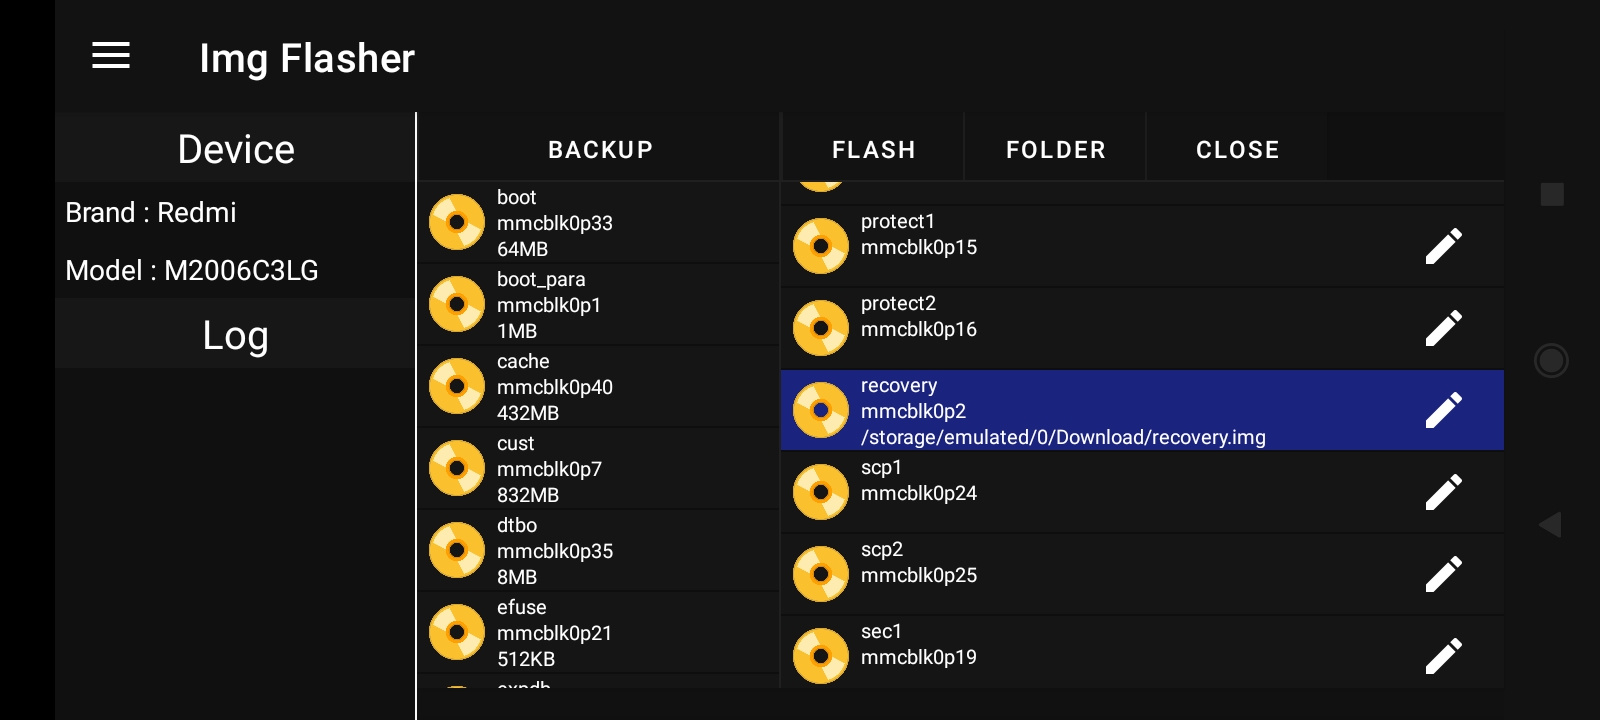 Img Flasher
Device
Brand : Redmi
Model : M2006C3LG
Log
BACKUP
boot
mmcblk0p33
64MB
boot_para
mmcblk0p1
1MB
cache
mmcblk0p40
432MB
cust
mmcblk0p7
832MB
dtbo
mmcblk0p35
8MB
efuse
mmcblk0p21
512KB
FLASH
FOLDER
CLOSE
protect1
mmcblk0p15
protect2
mmcblk0p16
recovery
mmcblk0p2
/storage/emulated/0/Download/recovery.img
scp1
mmcblk0p24
scp2
mmcblk0p25
sec1
mmcblk0p19